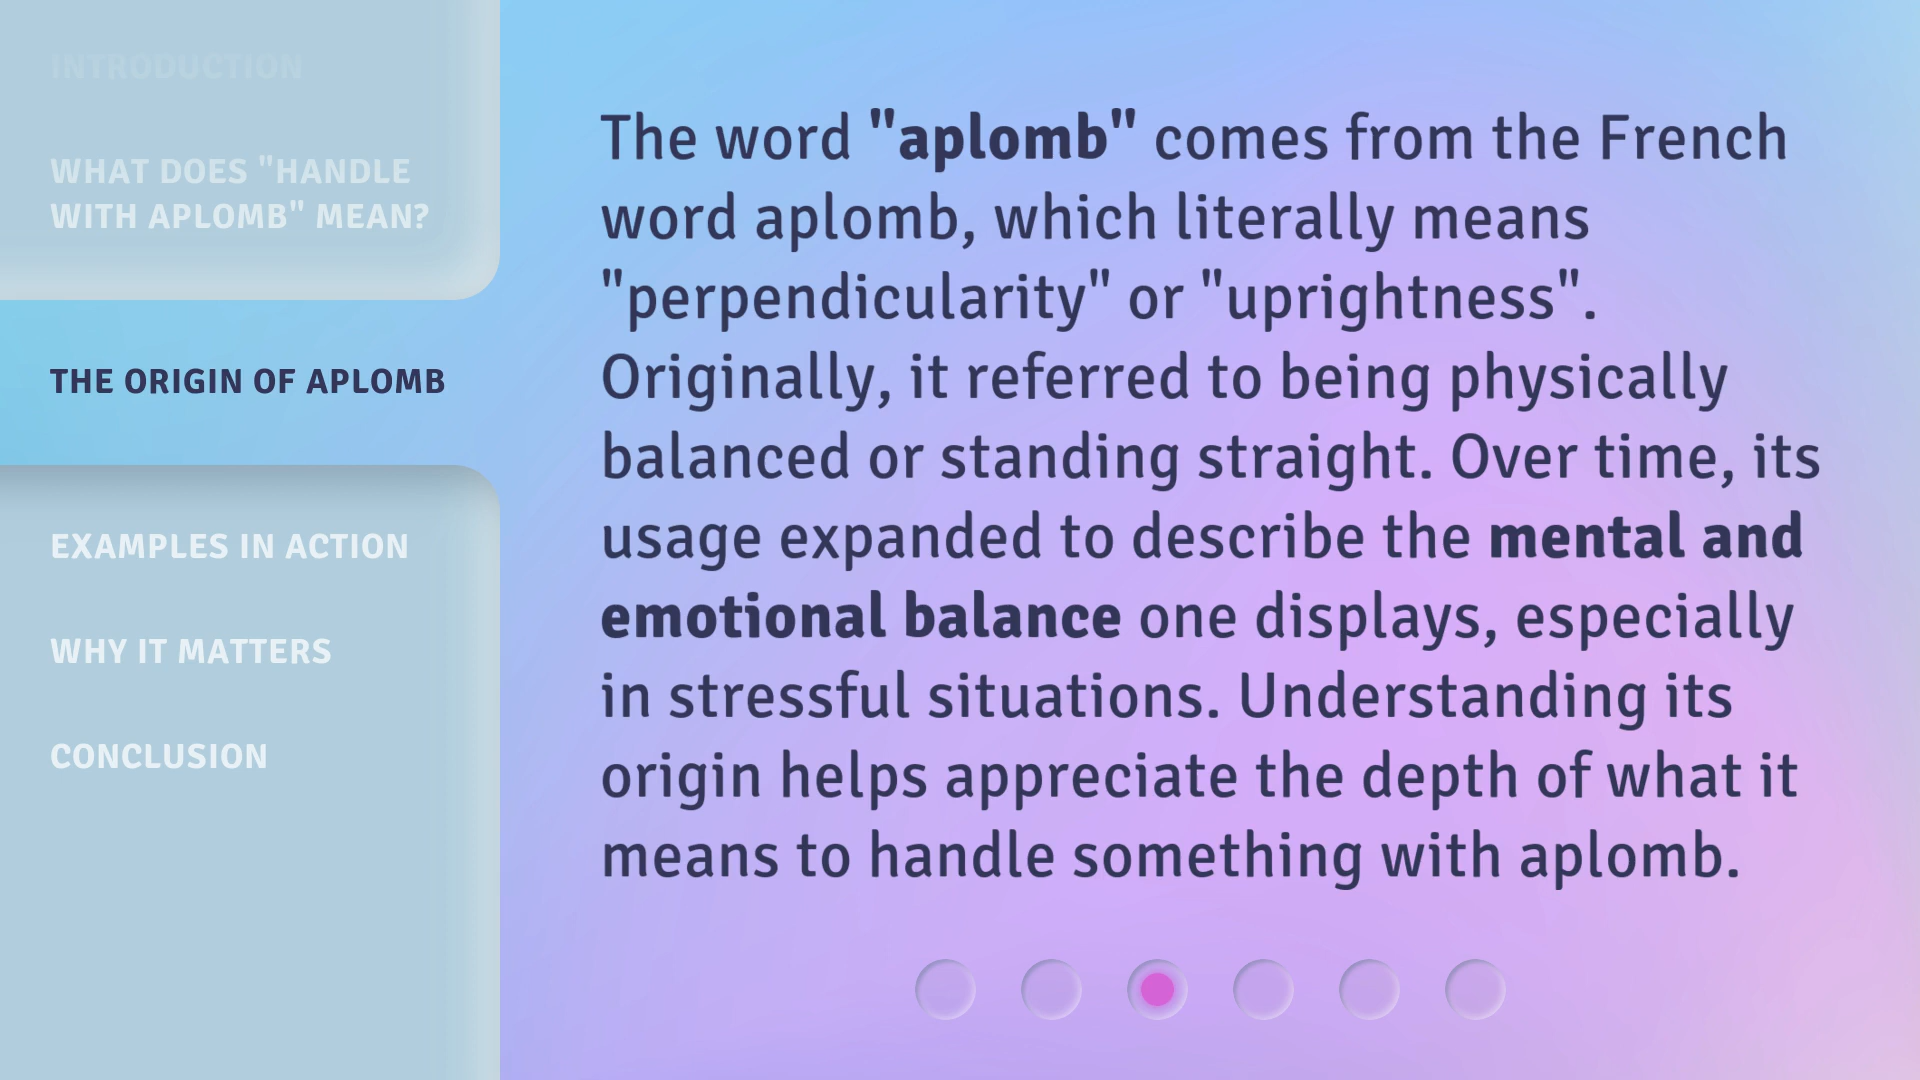 INTRODUCTION
WHAT DOES "HANDLE
WITH APLOMB" MEAN?
THE ORIGIN OF APLOMB
EXAMPLES IN ACTION
WHY IT MATTERS
CONCLUSION
The word "aplomb" comes from the French
word aplomb, which literally means
"perpendicularity" or "uprightness".
Originally, it referred to being physically
balanced or standing straight. Over time, its
usage expanded to describe the mental and
emotional balance one displays, especially
in stressful situations. Understanding its
origin helps appreciate the depth of what it
means to handle something with aplomb.